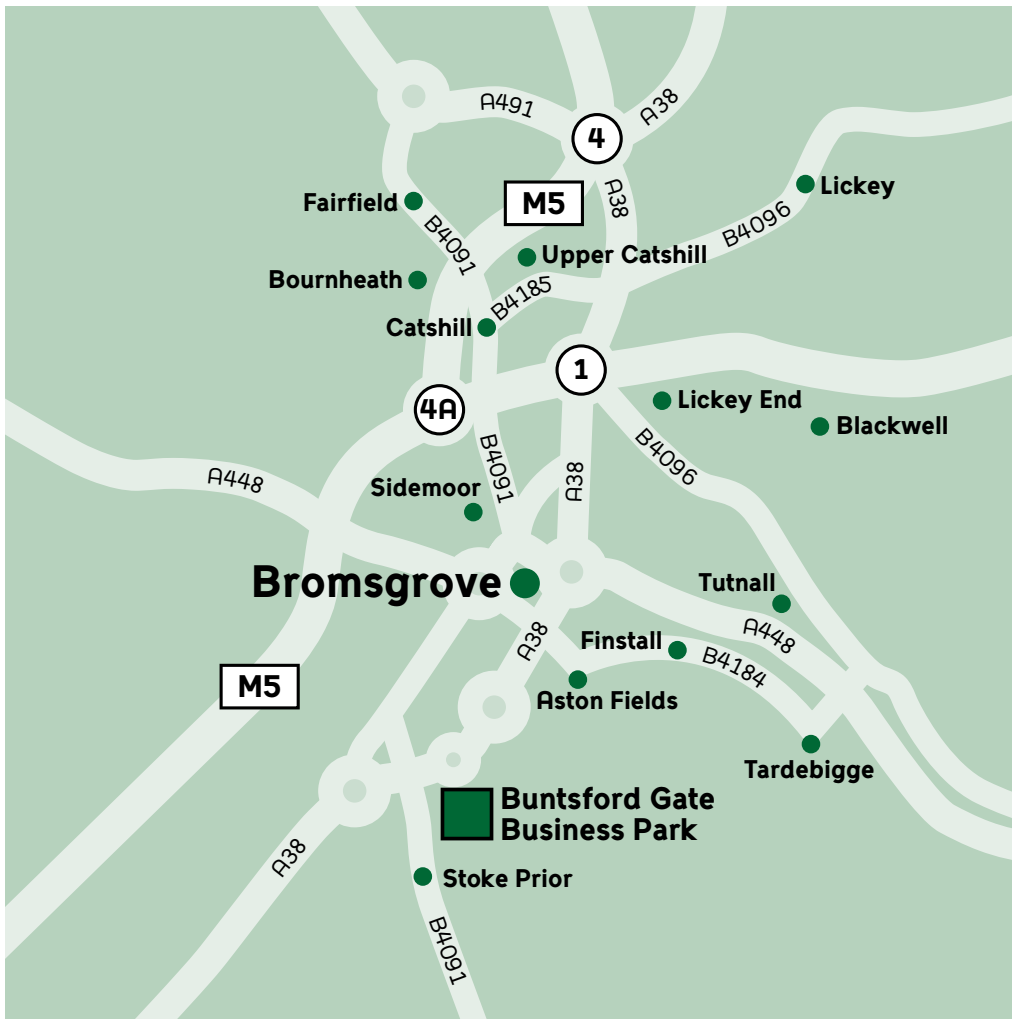 A491
A38
4
Lickey
Fairfield
M5
A38
B4096
B4091
Upper Catshill
Bournheath
B4185
Catshill
1
4A
Lickey End
Blackwell
B4091
B4096
A448
Sidemoor
A38
Bromsgrove
Tutnall
A38
Finstall
A448
B4184
M5
Aston Fields
Tardebigge
Buntsford Gate
Business Park
A38
Stoke Prior
B4091